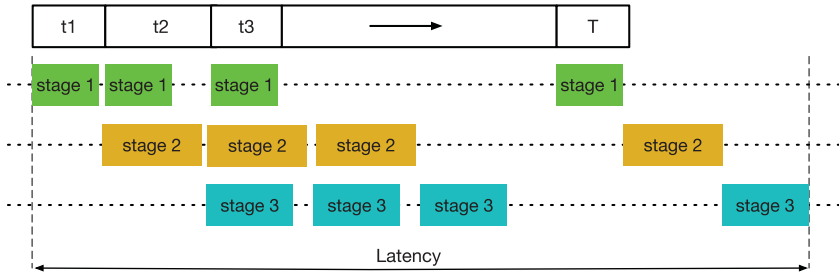 t1 t2 t3 T
stage 1 stage 1 stage 1 stage 1
stage 2 stage 2 stage 2 stage 2
stage 3 stage 3 stage 3 stage 3
Latency